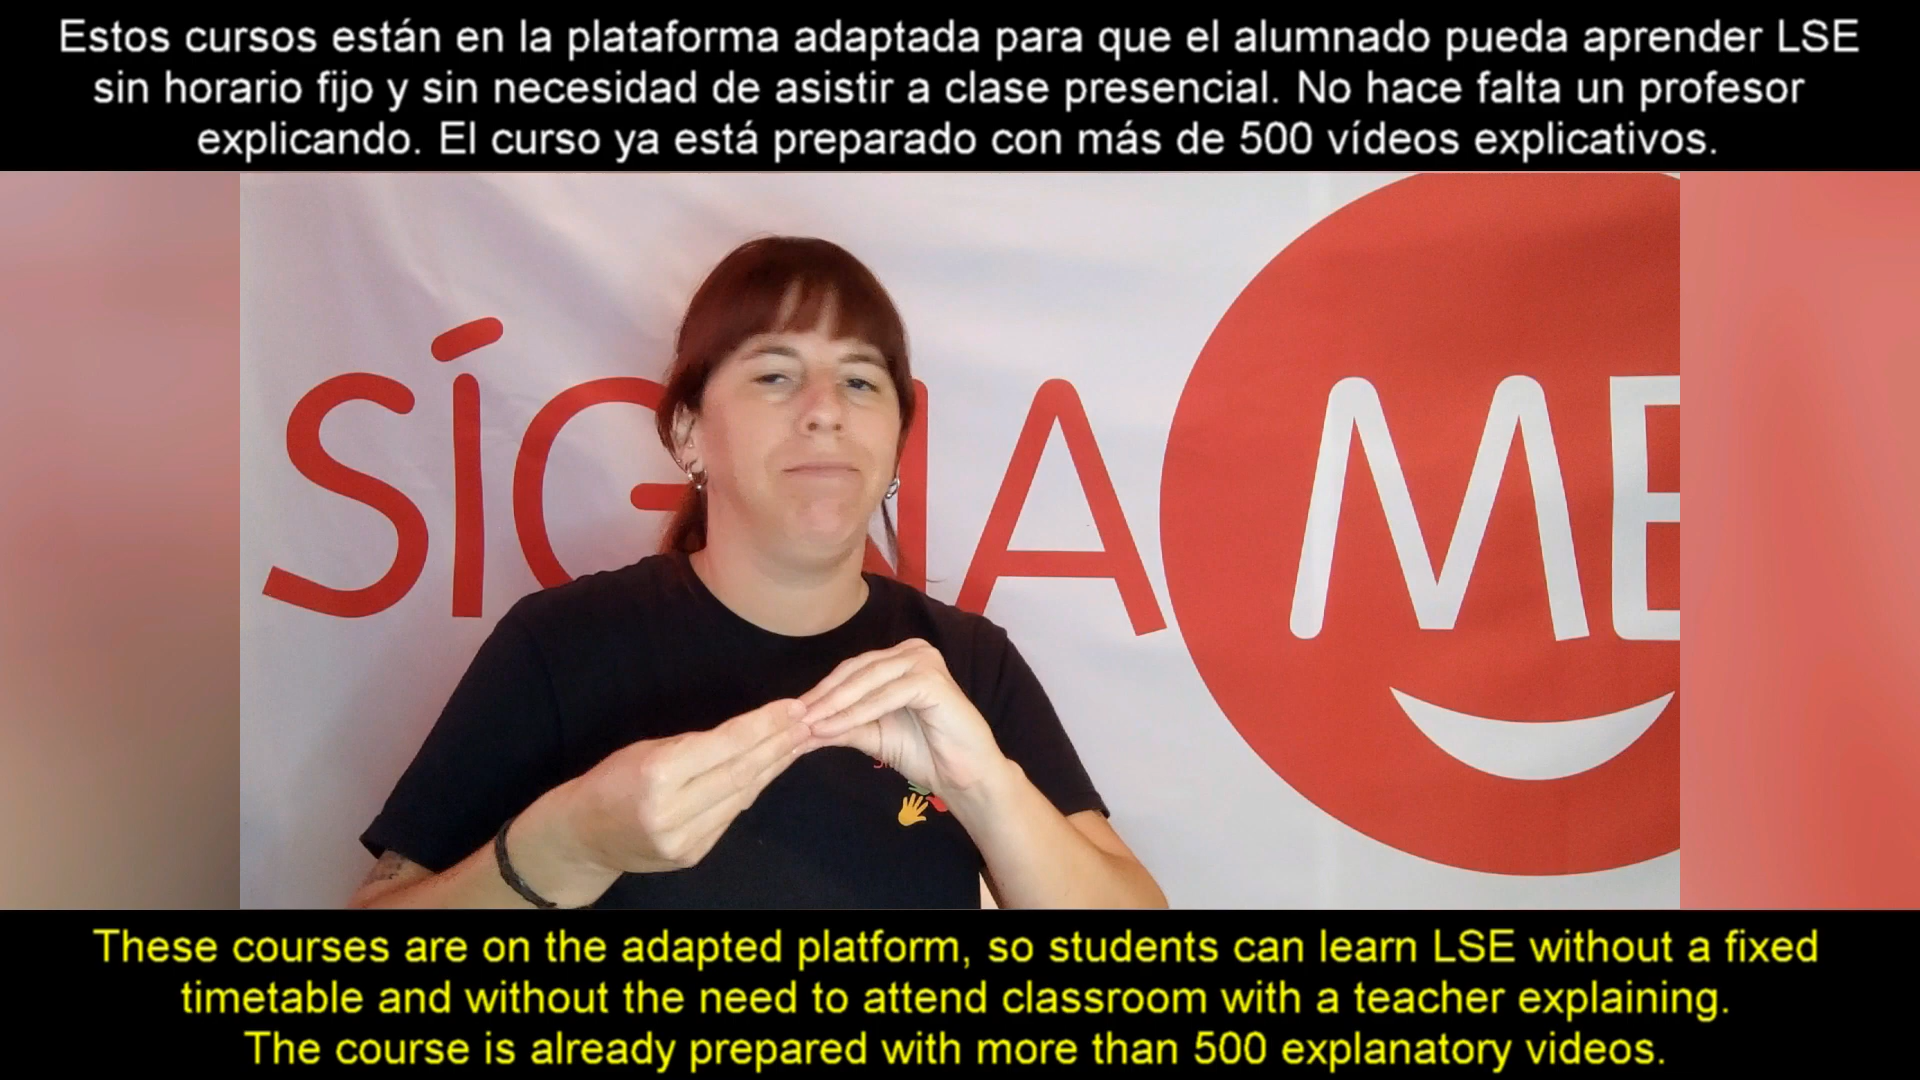 Estos cursos están en la plataforma adaptada para que el alumnado pueda aprender LSE
sin horario fijo y sin necesidad de asistir a clase presencial. No hace falta un profesor
explicando. El curso ya está preparado con más de 500 vídeos explicativos.
SÍGNA ME
These courses are on the adapted platform, so students can learn LSE without a fixed
timetable and without the need to attend classroom with a teacher explaining.
The course is already prepared with more than 500 explanatory videos.